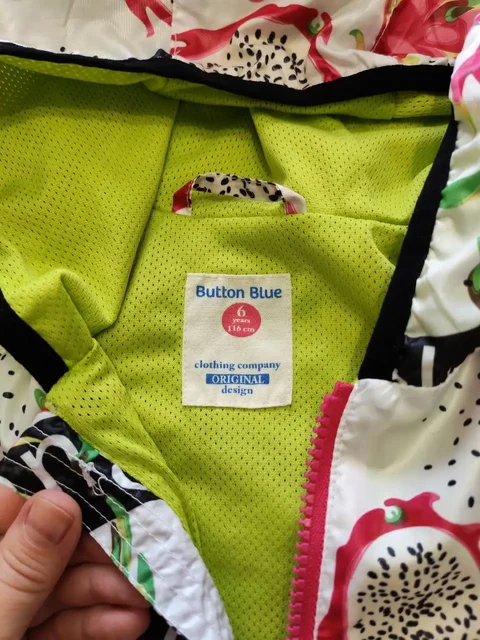 Button Blue
6
years
116 cm
clothing company
ORIGINAL
design